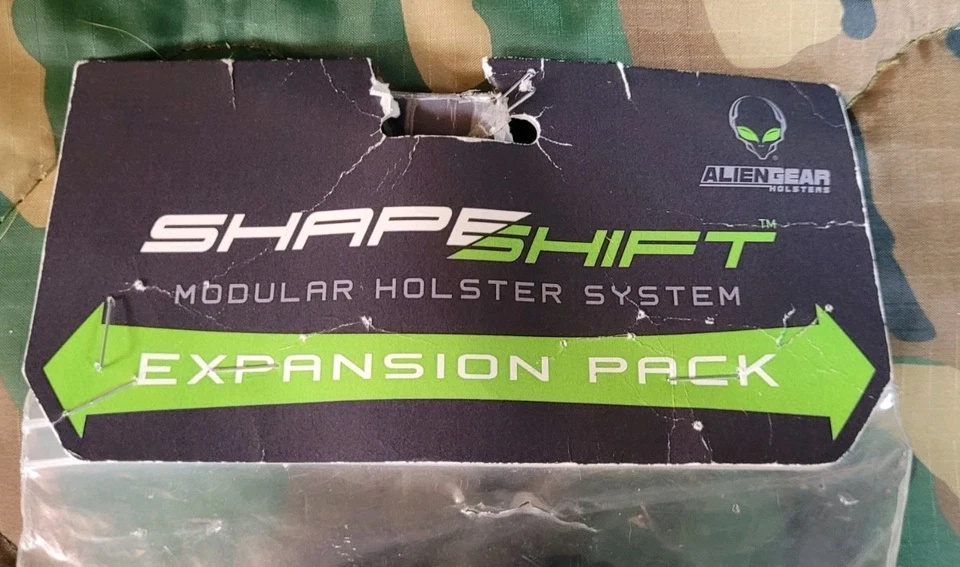 ALIENGEAR
HOLSTERS
SHAPESHIFT™
MODULAR HOLSTER SYSTEM
EXPANSION PACK